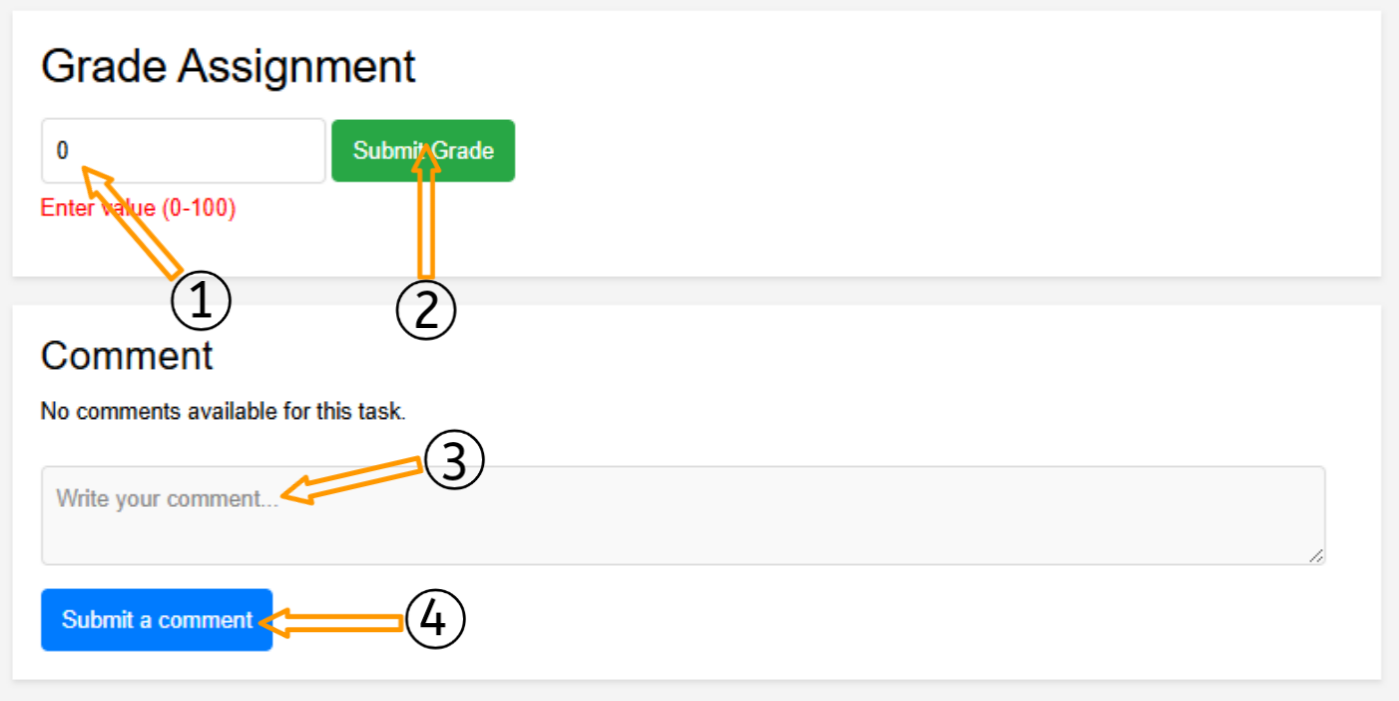 Grade Assignment
0 Submit Grade
Enter value (0-100)
1 2
Comment
No comments available for this task.
3
Write your comment...
Submit a comment 4